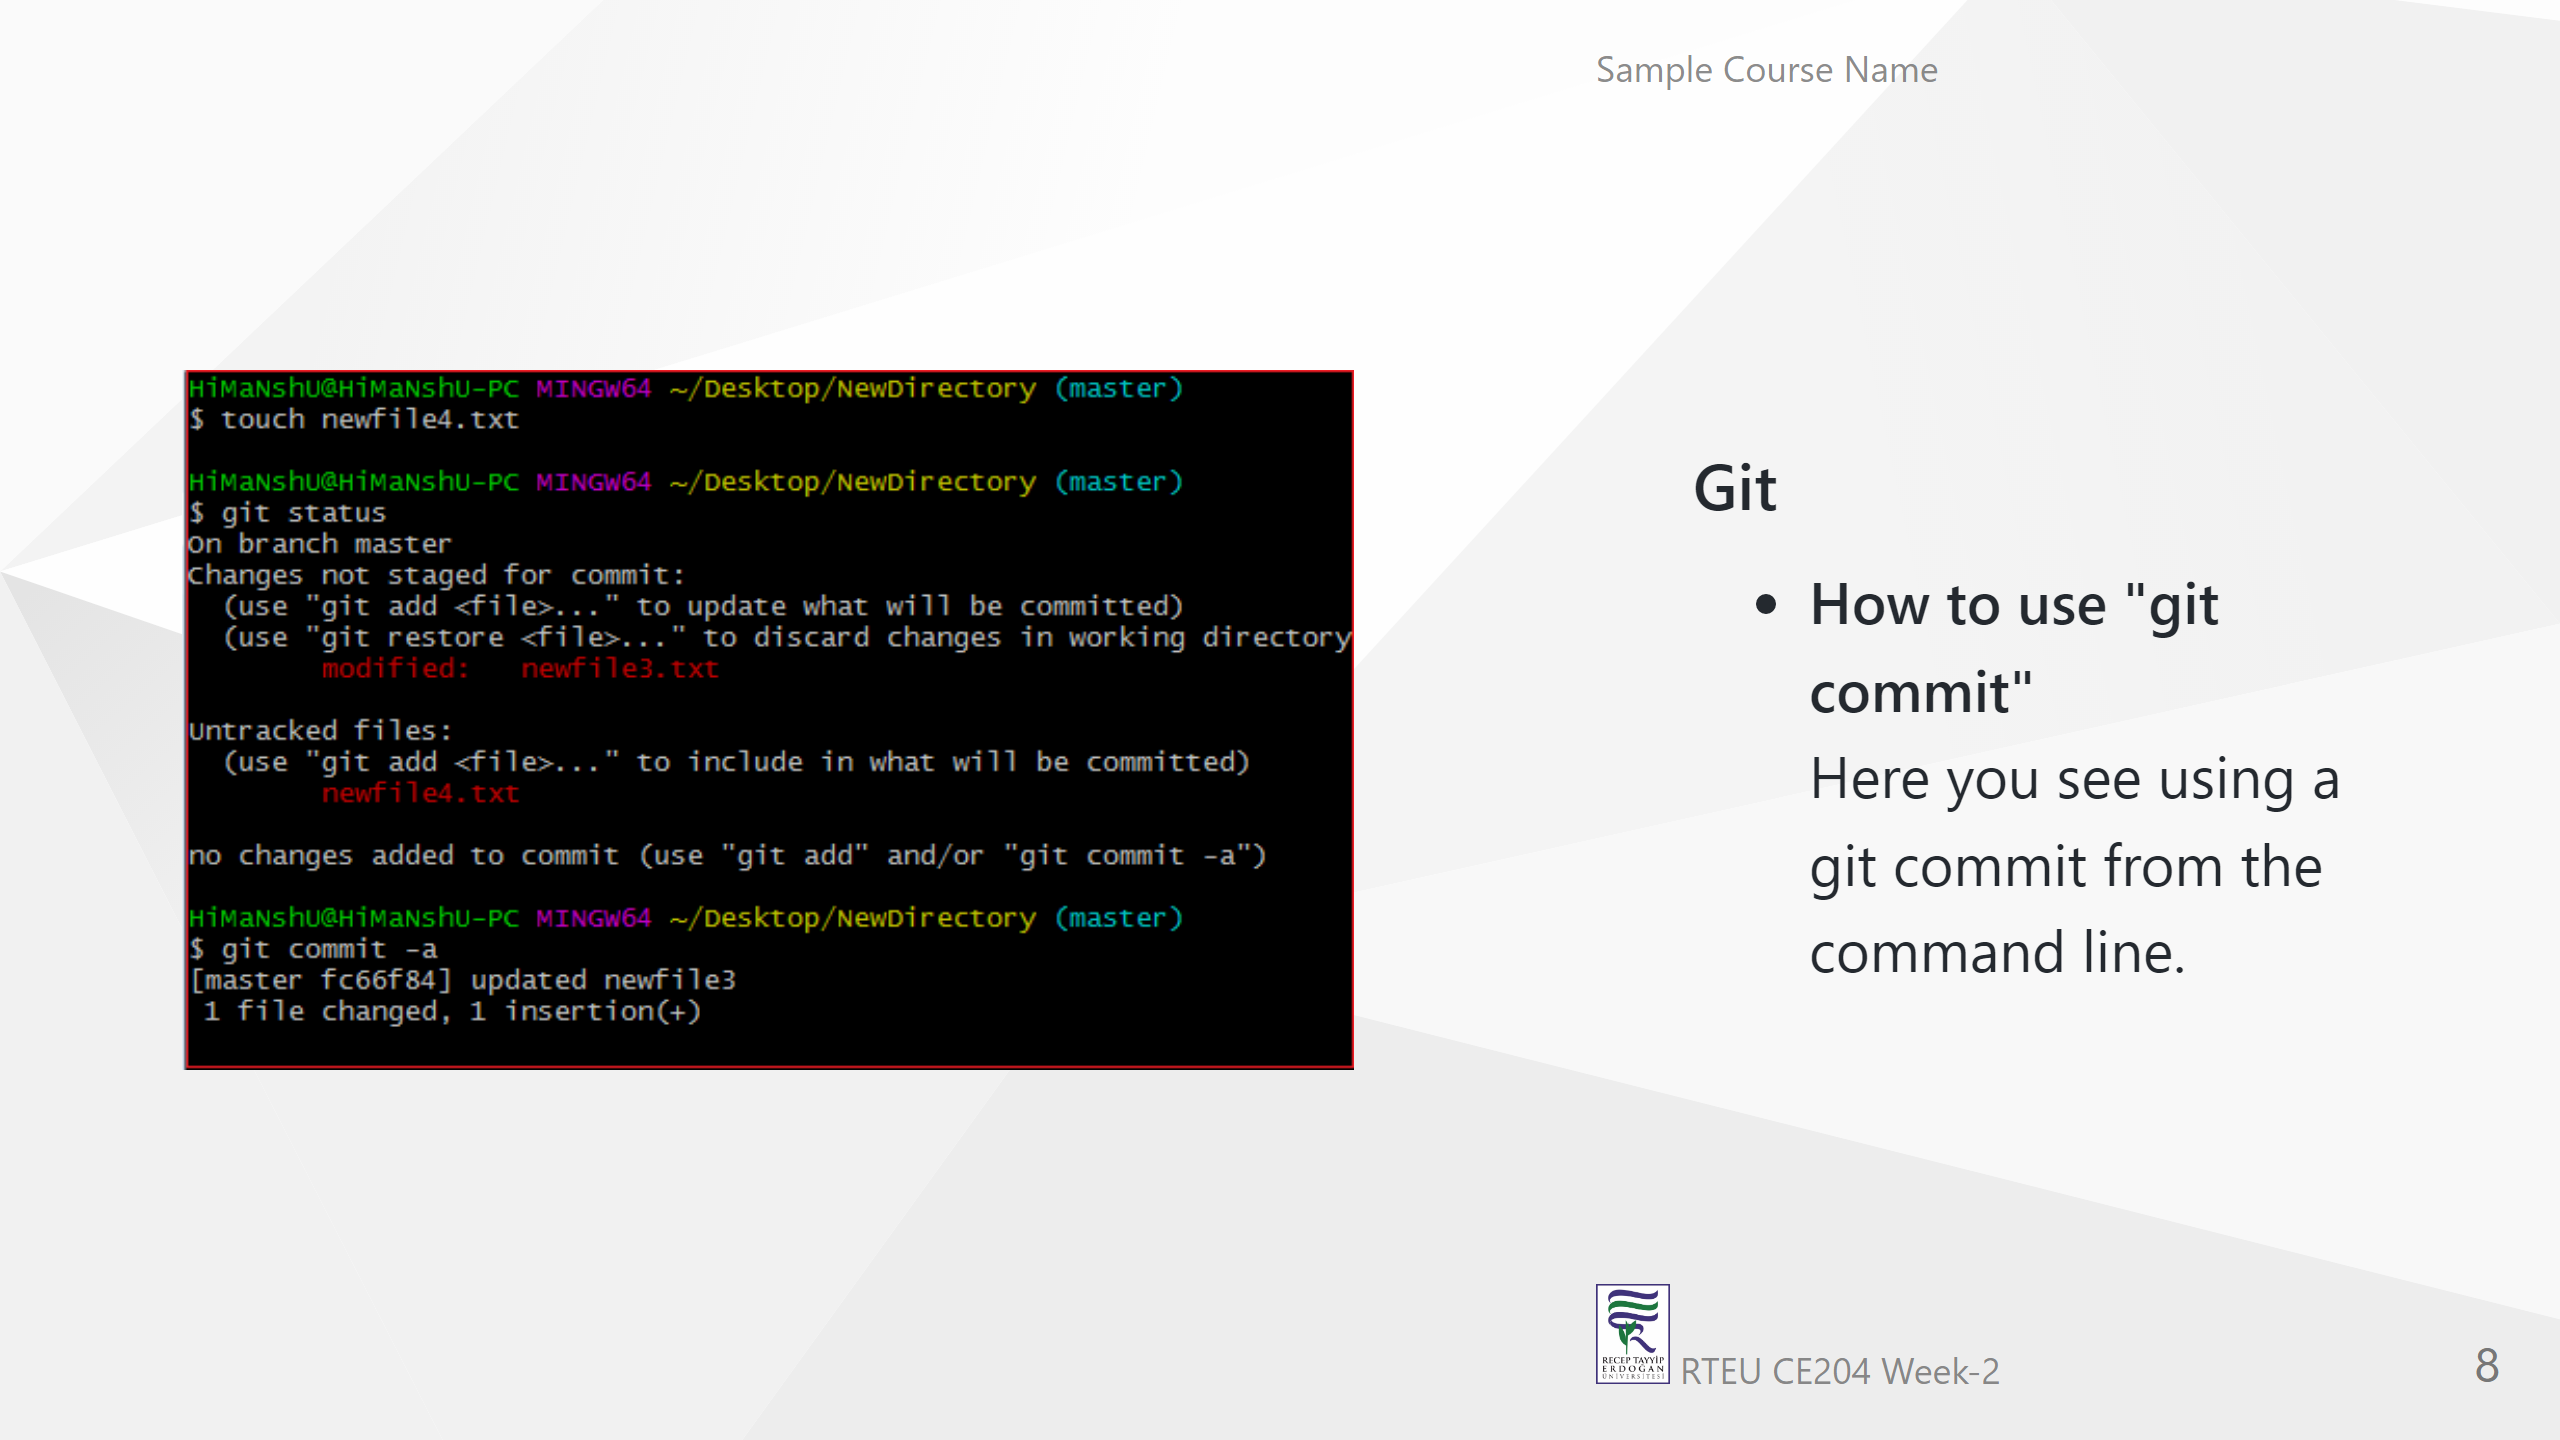 Sample Course Name
HiMaNshU@HiMaNshU-PC MINGW64 ~/Desktop/NewDirectory (master)
$ touch newfile4.txt
HiMaNshU@HiMaNshU-PC MINGW64 ~/Desktop/NewDirectory (master)
$ git status
On branch master
Changes not staged for commit:
  (use "git add <file>..." to update what will be committed)
  (use "git restore <file>..." to discard changes in working directory
        modified:   newfile3.txt
Untracked files:
  (use "git add <file>..." to include in what will be committed)
        newfile4.txt
no changes added to commit (use "git add" and/or "git commit -a")
HiMaNshU@HiMaNshU-PC MINGW64 ~/Desktop/NewDirectory (master)
$ git commit -a
[master fc66f84] updated newfile3
 1 file changed, 1 insertion(+)
Git
• How to use "git
commit"
Here you see using a
git commit from the
command line.
RECEP TAYYİP
ERDOĞAN
ÜNİVERSİTESİ
RTEU CE204 Week-2
8